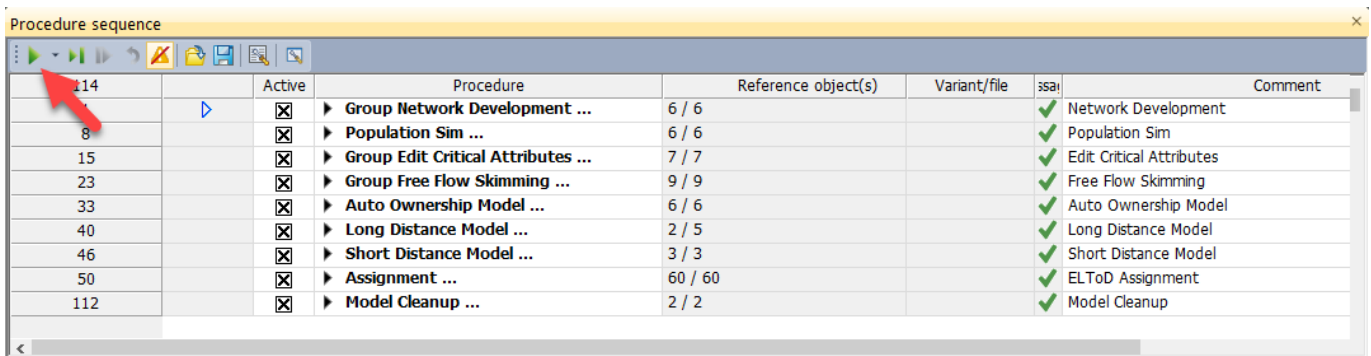 Procedure sequence
114 Active Procedure Reference object(s) Variant/file ssag Comment
Group Network Development ... 6 / 6 Network Development
8 Population Sim ... 6 / 6 Population Sim
15 Group Edit Critical Attributes ... 7 / 7 Edit Critical Attributes
23 Group Free Flow Skimming ... 9 / 9 Free Flow Skimming
33 Auto Ownership Model ... 6 / 6 Auto Ownership Model
40 Long Distance Model ... 2 / 5 Long Distance Model
46 Short Distance Model ... 3 / 3 Short Distance Model
50 Assignment ... 60 / 60 ELToD Assignment
112 Model Cleanup ... 2 / 2 Model Cleanup